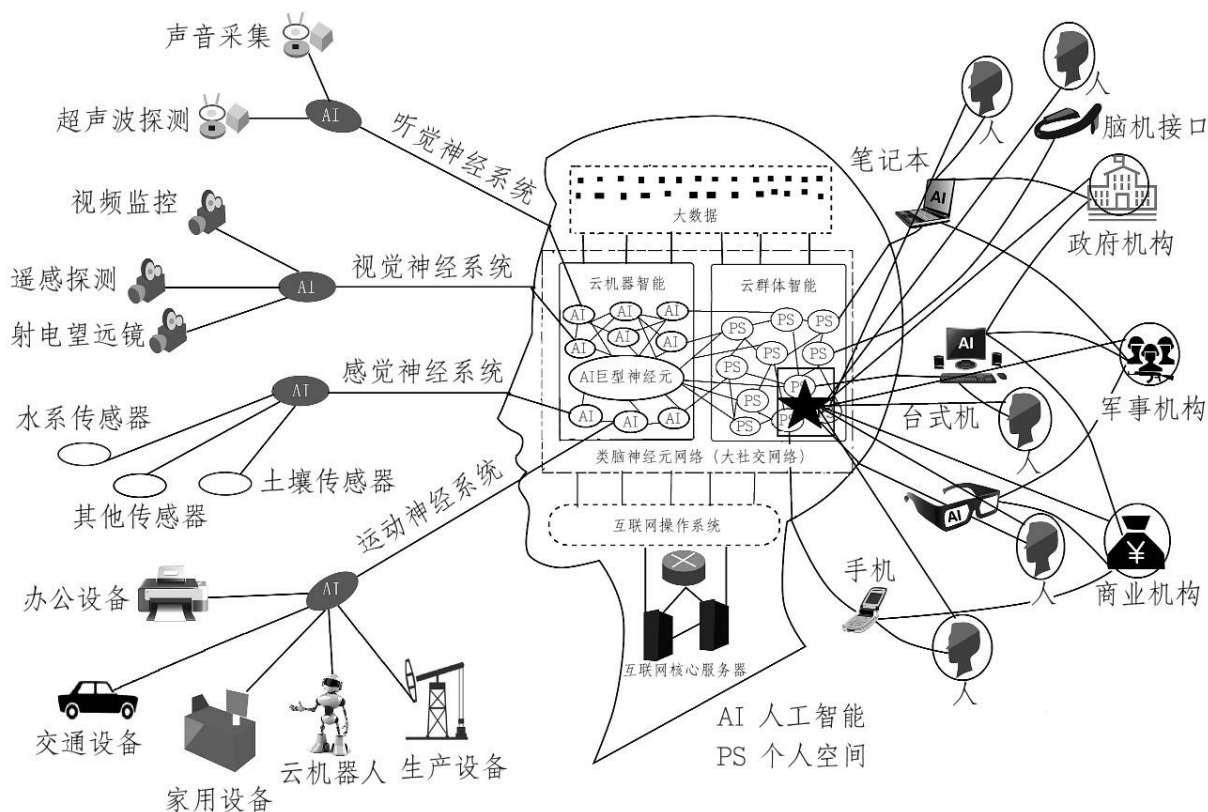 声音采集
AI
超声波探测
听觉神经系统
视频监控
遥感探测
AI
视觉神经系统
射电望远镜
AI
感觉神经系统
水系传感器
其他传感器
土壤传感器
运动神经系统
AI
办公设备
交通设备
家用设备
云机器人
生产设备
大数据
云机器智能
AI
AI
AI
AI
AI
AI
AI巨型神经元
AI
AI
AI
云群体智能
PS
PS
PS
PS
PS
PS
PS
PS
PS
PS
PS
类脑神经元网络(大社交网络)
互联网操作系统
互联网核心服务器
AI 人工智能
PS 个人空间
人
人
脑机接口
笔记本
AI
政府机构
AI
台式机
人
军事机构
AI
人
商业机构
¥
手机
人